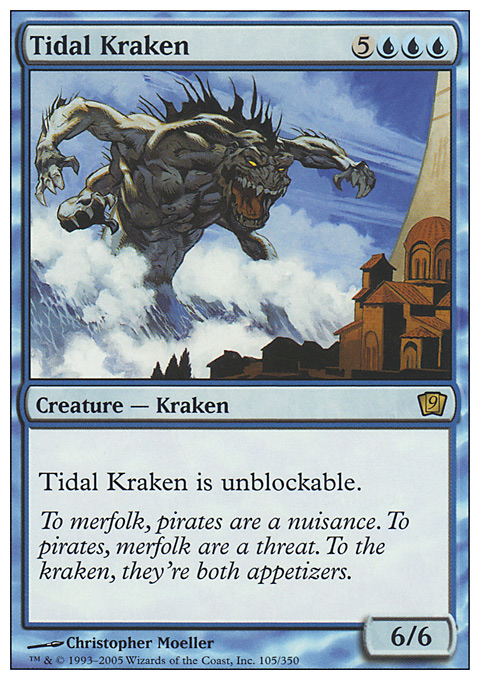 Tidal Kraken 5
Creature — Kraken 9
Tidal Kraken is unblockable.
To merfolk, pirates are a nuisance. To
pirates, merfolk are a threat. To the
kraken, they're both appetizers.
6/6
Christopher Moeller
™ & © 1993–2005 Wizards of the Coast, Inc. 105/350